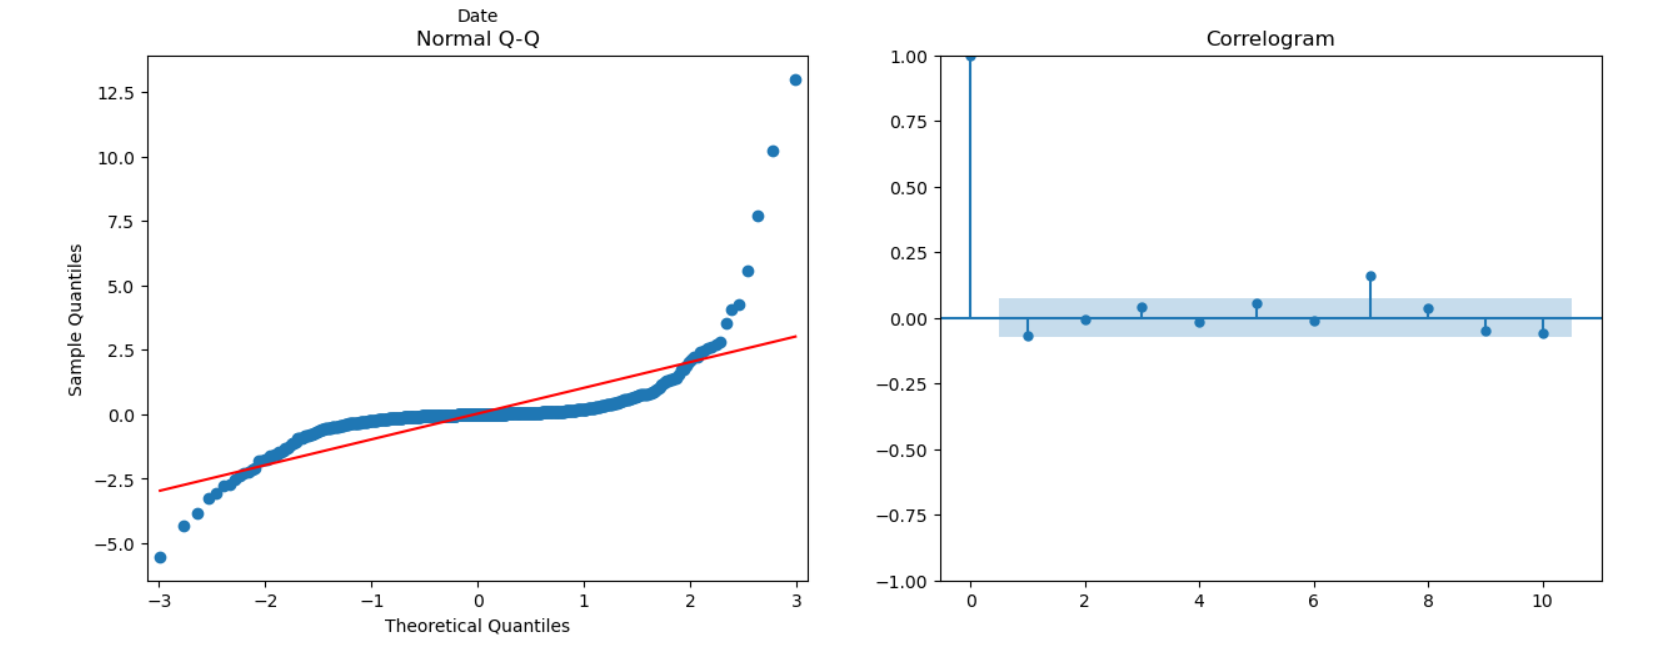 Date
Normal Q-Q
12.5
10.0
7.5
5.0
2.5
0.0
−2.5
−5.0
Sample Quantiles
−3 −2 −1 0 1 2 3
Theoretical Quantiles
Correlogram
1.00
0.75
0.50
0.25
0.00
−0.25
−0.50
−0.75
−1.00
0 2 4 6 8 10